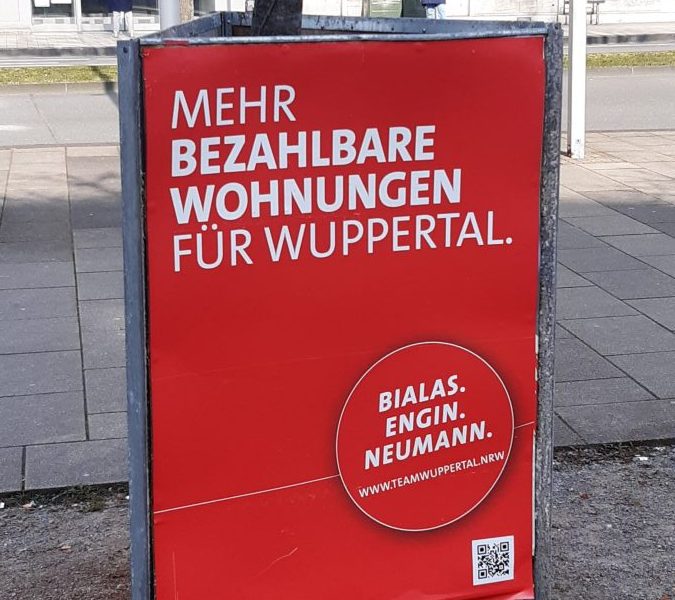 MEHR
BEZAHLBARE
WOHNUNGEN
FÜR WUPPERTAL.
BIALAS.
ENGIN.
NEUMANN.
WWW.TEAMWUPPERTAL.NRW